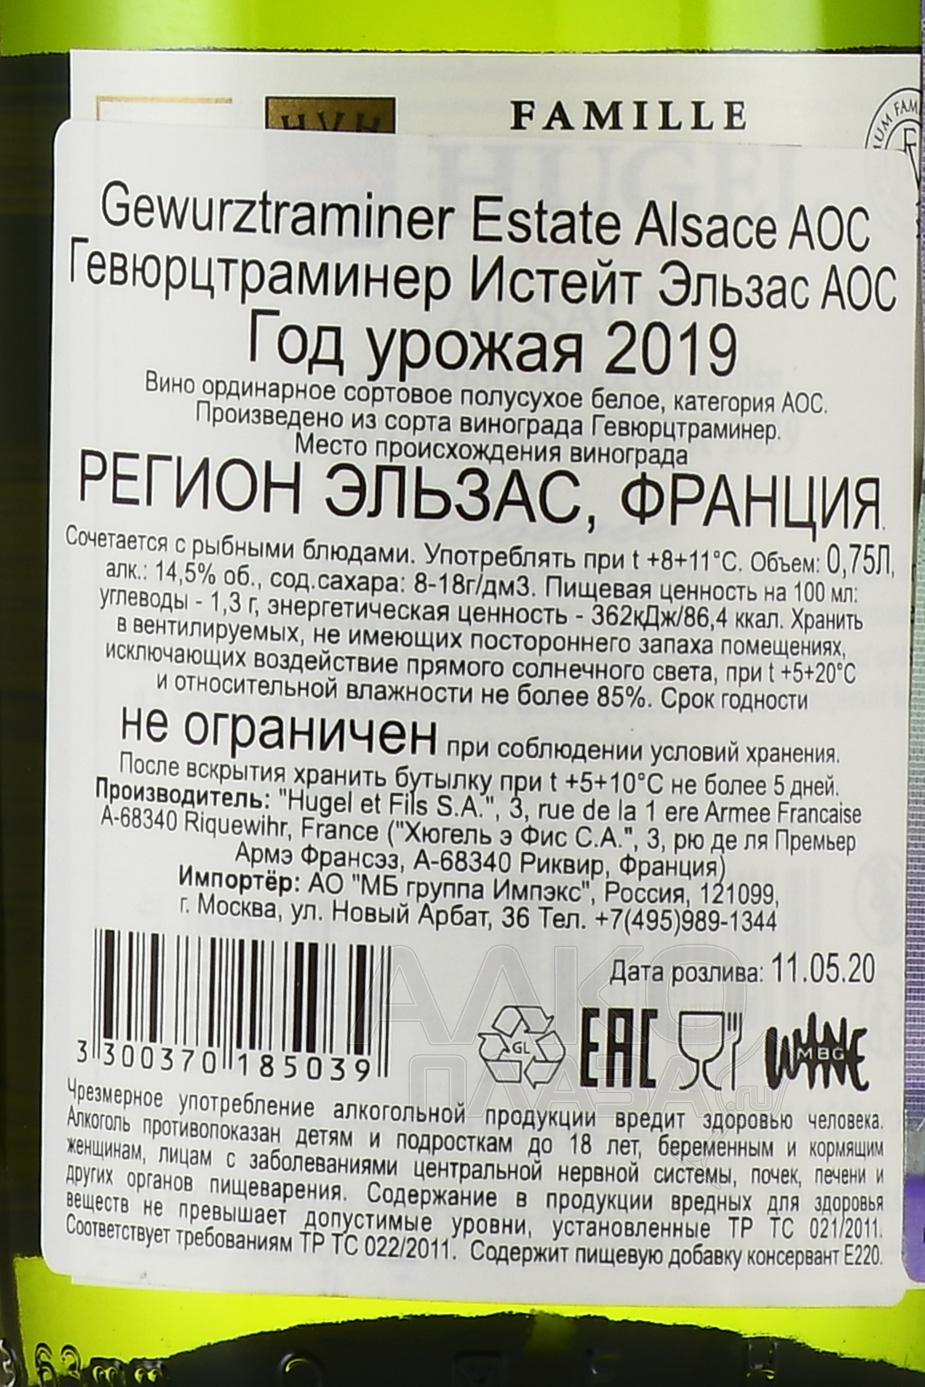 HVH
FAMILLE
HUGEL
Gewurztraminer Estate Alsace AOC
Гевюрцтраминер Истейт Эльзас АОС
Год урожая 2019
Вино ординарное сортовое полусухое белое, категория АОС.
Произведено из сорта винограда Гевюрцтраминер.
Место происхождения винограда
РЕГИОН ЭЛЬЗАС, ФРАНЦИЯ.
Сочетается с рыбными блюдами. Употреблять при t +8+11°С. Объем: 0,75Л,
алк.: 14,5% об., сод.сахара: 8-18г/дм3. Пищевая ценность на 100 мл:
углеводы - 1,3 г, энергетическая ценность - 362кДж/86,4 ккал. Хранить
в вентилируемых, не имеющих постороннего запаха помещениях,
исключающих воздействие прямого солнечного света, при t +5+20°С
и относительной влажности не более 85%. Срок годности
не ограничен при соблюдении условий хранения.
После вскрытия хранить бутылку при t +5+10°С не более 5 дней.
Производитель: "Hugel et Fils S.A.", 3, rue de la 1 ere Armee Francaise
A-68340 Riquewihr, France ("Хюгель э Фис С.А.", 3, рю де ля Премьер
Армэ Франсэз, А-68340 Риквир, Франция)
Импортёр: АО "МБ группа Импэкс", Россия, 121099,
г. Москва, ул. Новый Арбат, 36 Тел. +7(495)989-1344
Дата розлива: 11.05.20
3 300370 185039
GL
EAC
WINE
MBG
АЛКО
ПЛАЗА.ru
Чрезмерное употребление алкогольной продукции вредит здоровью человека.
Алкоголь противопоказан детям и подросткам до 18 лет, беременным и кормящим
женщинам, лицам с заболеваниями центральной нервной системы, почек, печени и
других органов пищеварения. Содержание в продукции вредных для здоровья
веществ не превышает допустимые уровни, установленные ТР ТС 021/2011.
Соответствует требованиям ТР ТС 022/2011. Содержит пищевую добавку консервант Е220.
63mm